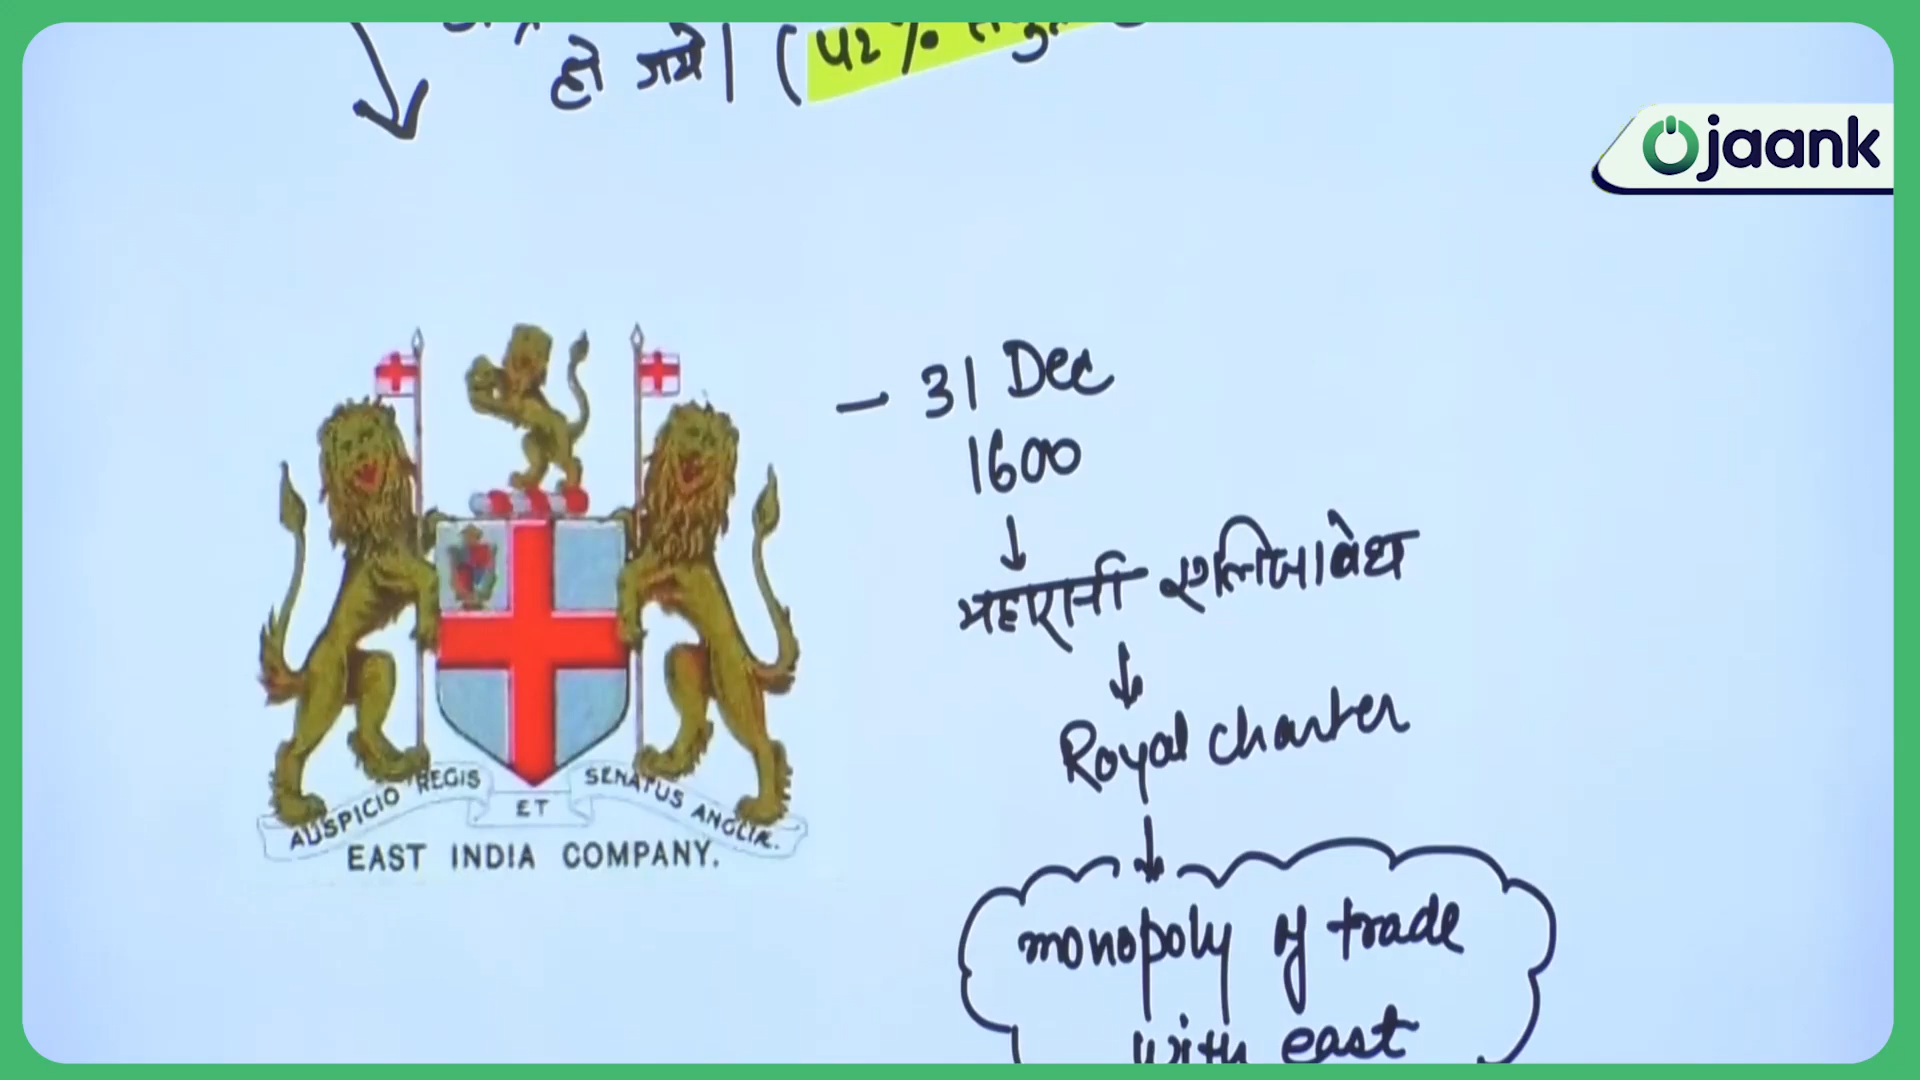 हो गये। (42%
Ojaank
- 31 Dec
1600
महारानी एलिजाबेथ
Royal charter
monopoly of trade
with east
AUSPICIO REGIS ET SENATUS ANGLIÆ.
EAST INDIA COMPANY.